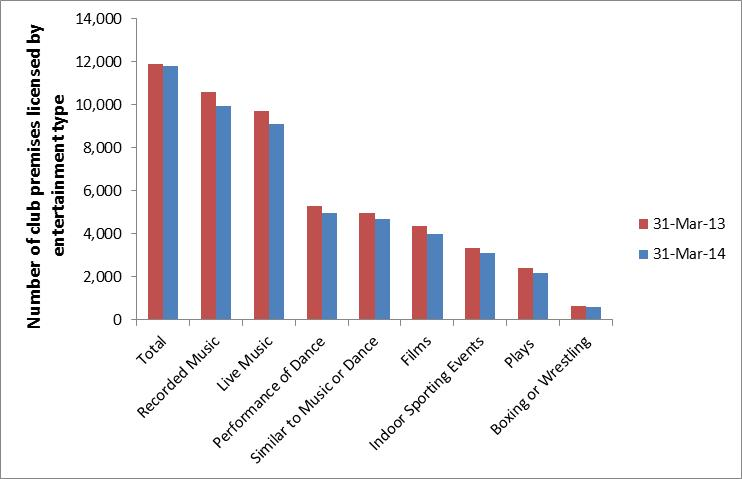 Number of club premises licensed by
entertainment type
14,000
12,000
10,000
8,000
6,000
4,000
2,000
0
Total
Recorded Music
Live Music
Performance of Dance
Similar to Music or Dance
Films
Indoor Sporting Events
Plays
Boxing or Wrestling
31-Mar-13
31-Mar-14